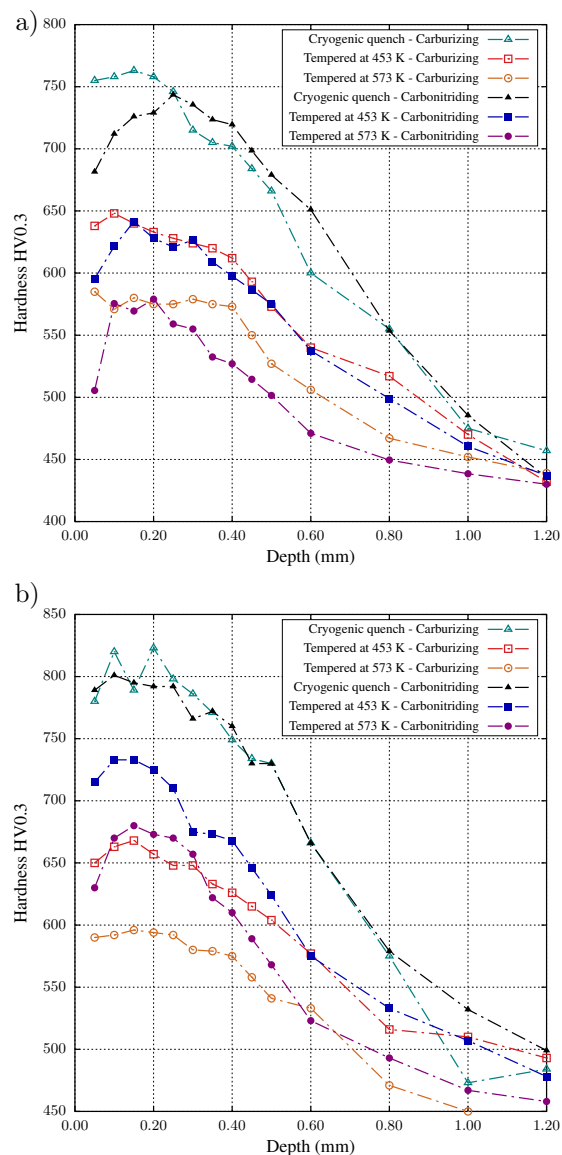 a)
800
750
700
650
600
550
500
450
400
Hardness HV0.3
Cryogenic quench - Carburizing
Tempered at 453 K - Carburizing
Tempered at 573 K - Carburizing
Cryogenic quench - Carbonitriding
Tempered at 453 K - Carbonitriding
Tempered at 573 K - Carbonitriding
0.00 0.20 0.40 0.60 0.80 1.00 1.20
Depth (mm)
b)
850
800
750
700
650
600
550
500
450
Hardness HV0.3
Cryogenic quench - Carburizing
Tempered at 453 K - Carburizing
Tempered at 573 K - Carburizing
Cryogenic quench - Carbonitriding
Tempered at 453 K - Carbonitriding
Tempered at 573 K - Carbonitriding
0.00 0.20 0.40 0.60 0.80 1.00 1.20
Depth (mm)